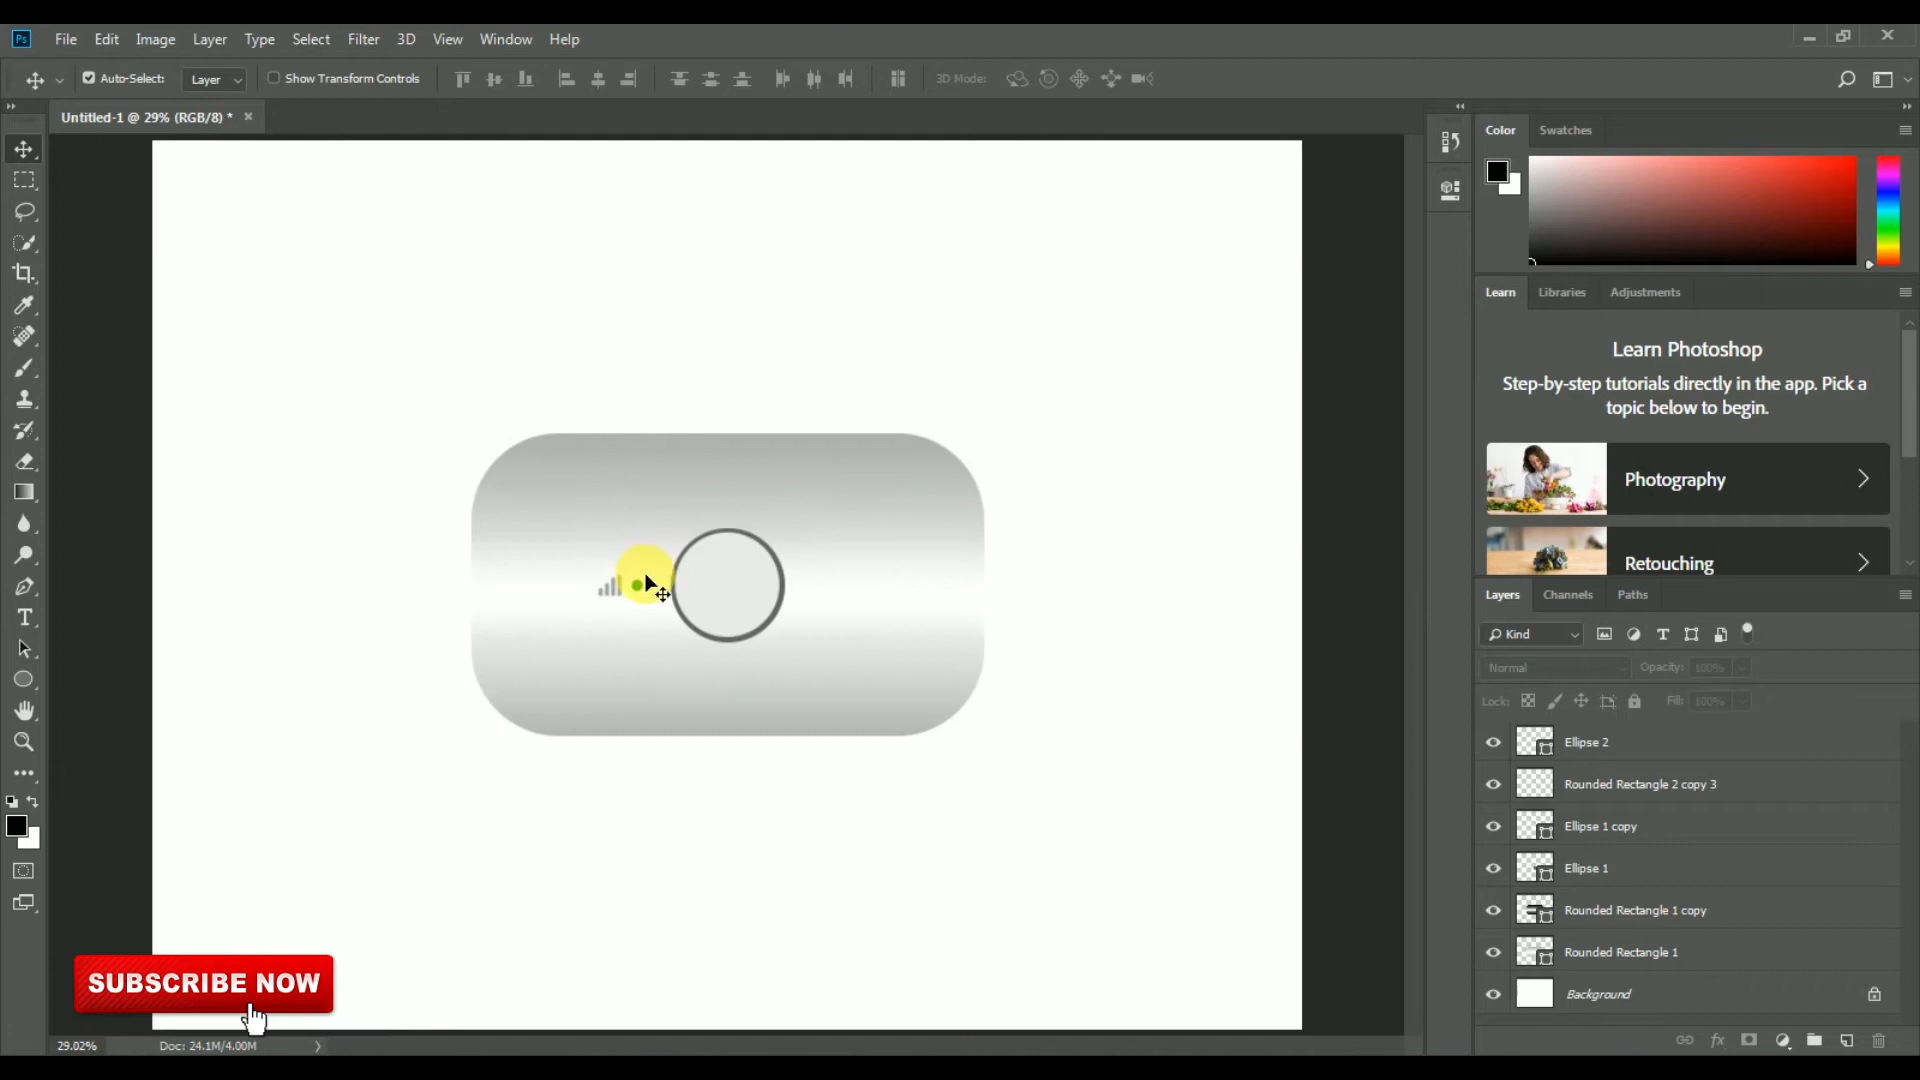 Ps File Edit Image Layer Type Select Filter 3D View Window Help
Auto-Select: Layer Show Transform Controls 3D Mode:
Untitled-1 @ 29% (RGB/8) *
Color Swatches
Learn Libraries Adjustments
Learn Photoshop
Step-by-step tutorials directly in the app. Pick a
topic below to begin.
Photography
Retouching
Layers Channels Paths
Kind
Normal Opacity: 100%
Lock: Fill: 100%
Ellipse 2
Rounded Rectangle 2 copy 3
Ellipse 1 copy
Ellipse 1
Rounded Rectangle 1 copy
Rounded Rectangle 1
Background
SUBSCRIBE NOW
29.02% Doc: 24.1M/4.00M